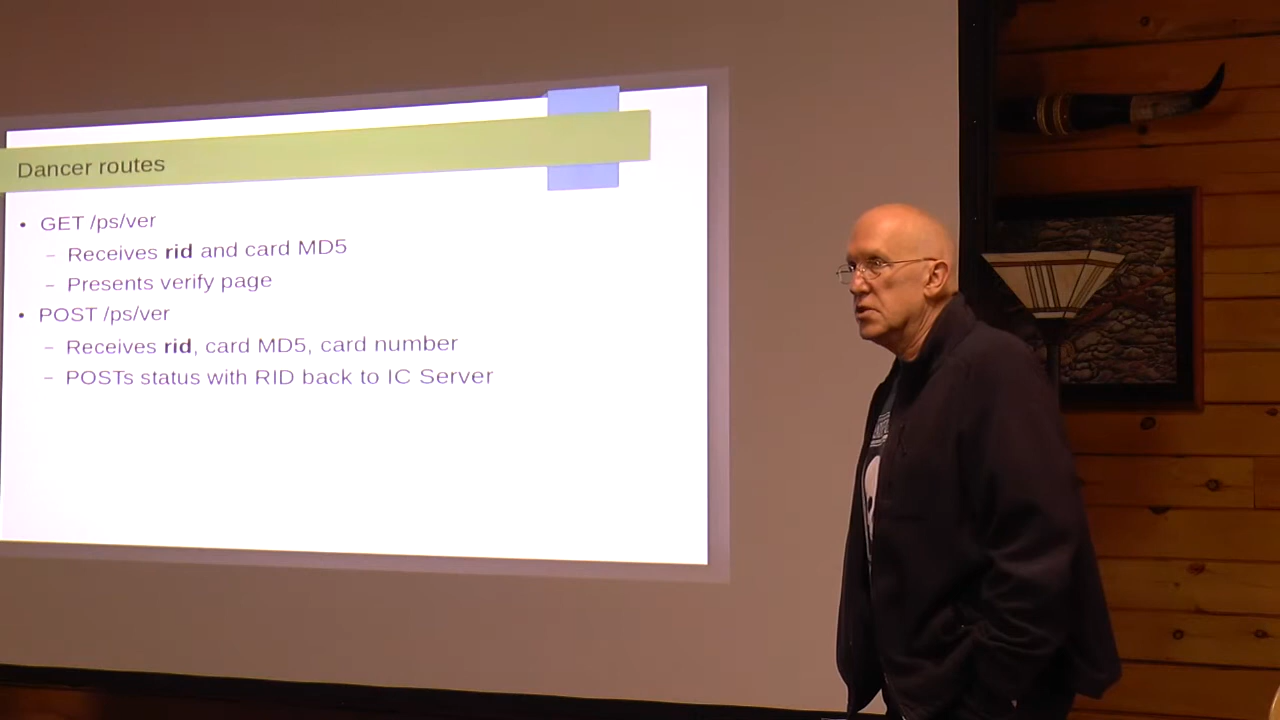 Dancer routes
• GET /ps/ver
– Receives rid and card MD5
– Presents verify page
• POST /ps/ver
– Receives rid, card MD5, card number
– POSTs status with RID back to IC Server